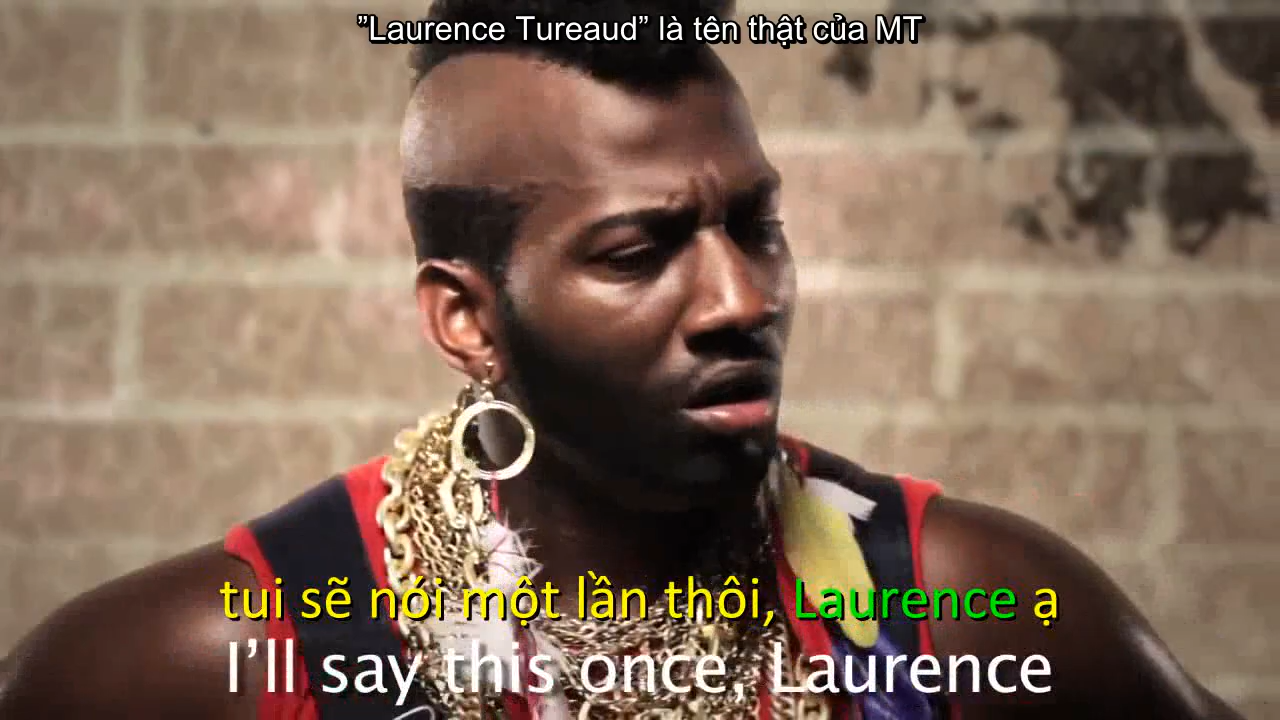 ”Laurence Tureaud” là tên thật của MT
tui sẽ nói một lần thôi, Laurence ạ
I’ll say this once, Laurence